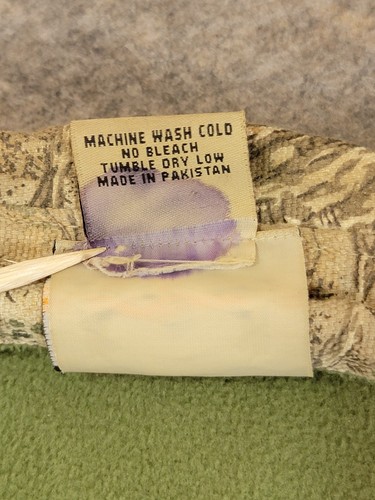 MACHINE WASH COLD
NO BLEACH
TUMBLE DRY LOW
MADE IN PAKISTAN